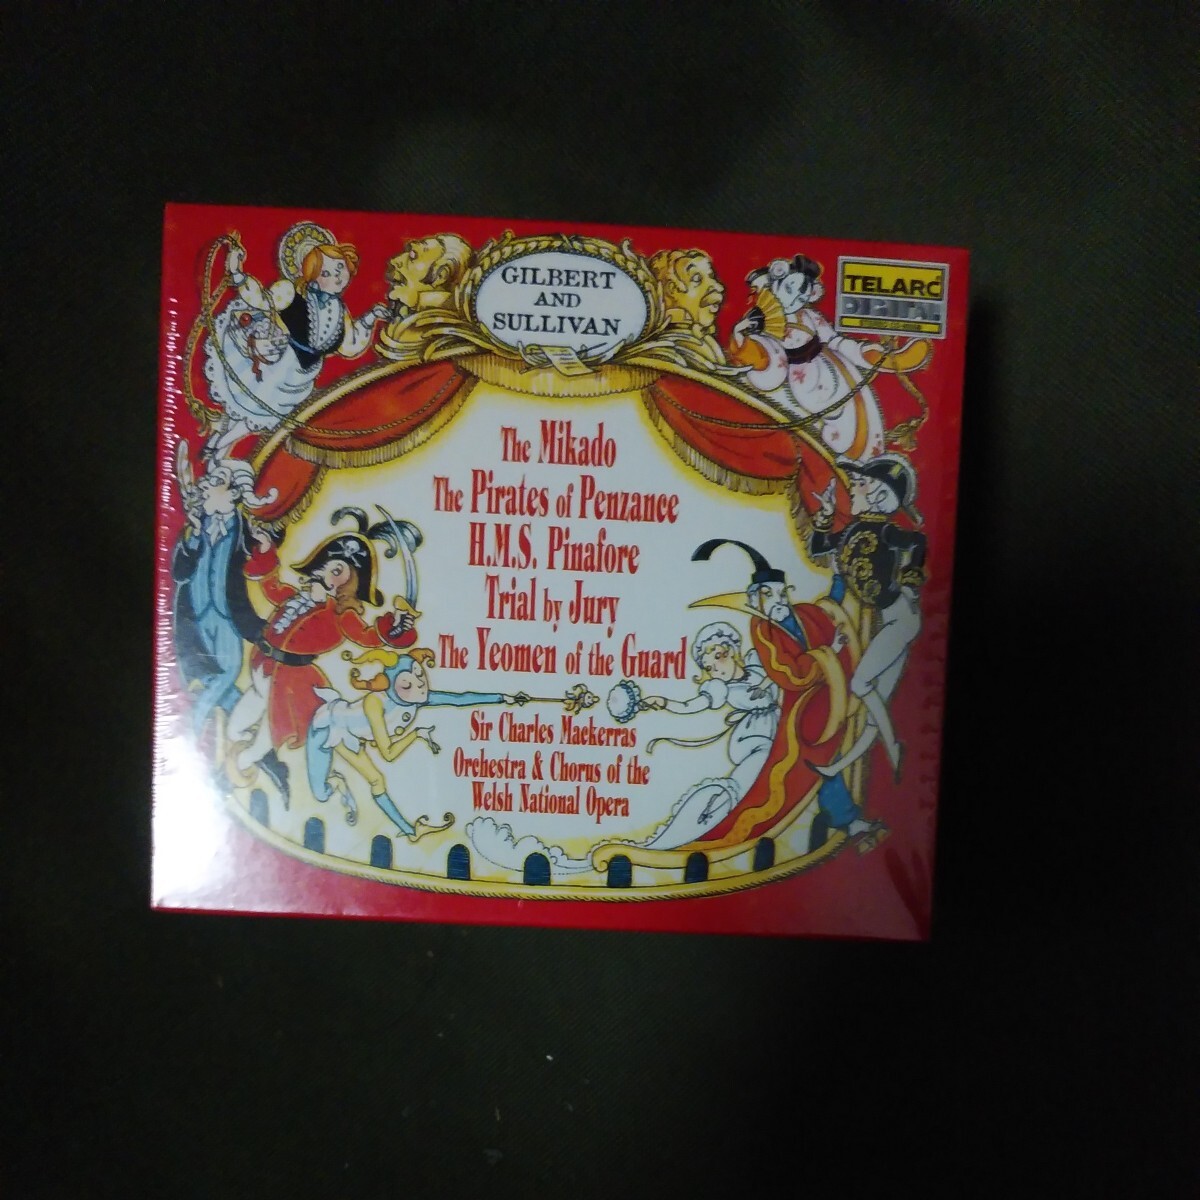 GILBERT
AND
SULLIVAN
TELARC
DIGITAL
The Mikado
The Pirates of Penzance
H.M.S. Pinafore
Trial by Jury
The Yeomen of the Guard
Sir Charles Mackerras
Orchestra & Chorus of the
Welsh National Opera